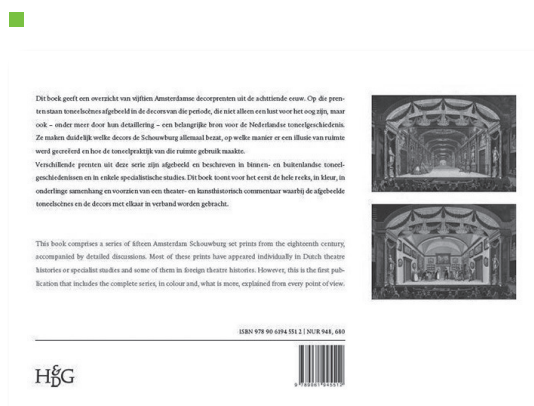 Dit boek geeft een overzicht van vijftien Amsterdamse decorprenten uit de achttiende eeuw. Op die pren-
ten staan toneelscènes afgebeeld in de decors van die periode, die niet alleen een lust voor het oog zijn, maar
ook – onder meer door hun detaillering – een belangrijke bron voor de Nederlandse toneelgeschiedenis.
Ze maken duidelijk welke decors de Schouwburg allemaal bezat, op welke manier er een illusie van ruimte
werd gecreëerd en hoe de toneelpraktijk van die ruimte gebruik maakte.
Verschillende prenten uit deze serie zijn afgebeeld en beschreven in binnen- en buitenlandse toneel-
geschiedenissen en in enkele specialistische studies. Dit boek toont voor het eerst de hele reeks, in kleur, in
onderlinge samenhang en voorzien van een theater- en kunsthistorisch commentaar waarbij de afgebeelde
toneelscènes en de decors met elkaar in verband worden gebracht.
This book comprises a series of fifteen Amsterdam Schouwburg set prints from the eighteenth century,
accompanied by detailed discussions. Most of these prints have appeared individually in Dutch theatre
histories or specialist studies and some of them in foreign theatre histories. However, this is the first pub-
lication that includes the complete series, in colour and, what is more, explained from every point of view.
ISBN 978 90 6194 551 2 | NUR 948, 680
H&DG
9 789061 945512